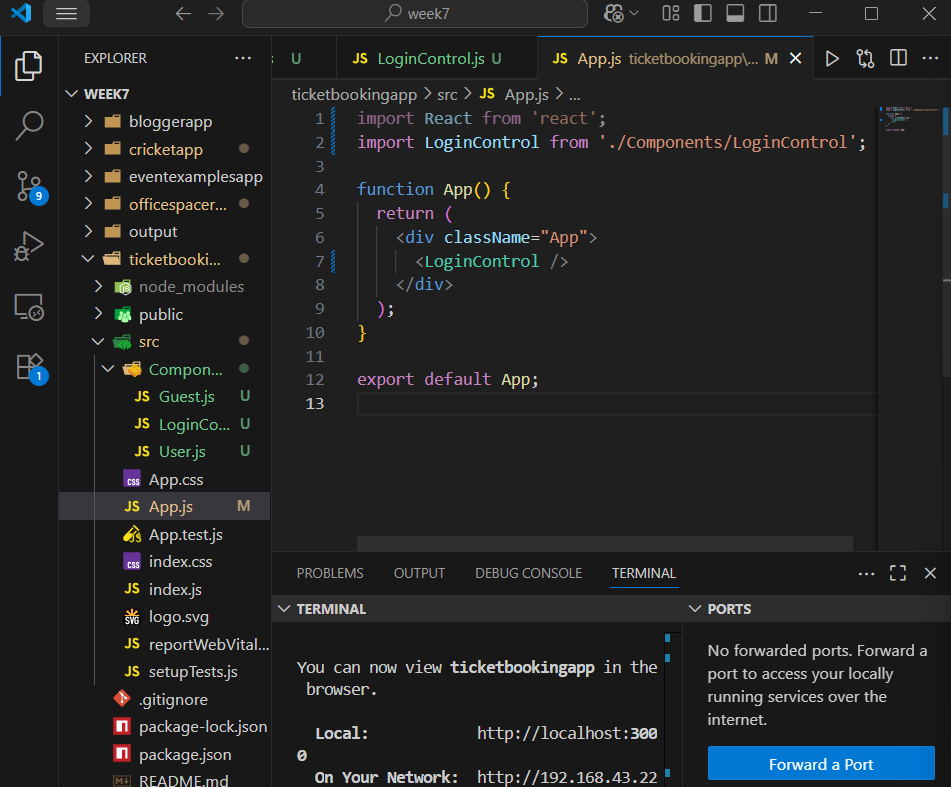 week7
EXPLORER
WEEK7
bloggerapp
cricketapp
eventexamplesapp
officespacer...
output
ticketbooki...
node_modules
public
src
Compon...
JS Guest.js U
JS LoginCo... U
JS User.js U
css App.css
JS App.js M
App.test.js
css index.css
JS index.js
SVG logo.svg
JS reportWebVital...
JS setupTests.js
.gitignore
package-lock.json
package.json
README.md
9
1
U
JS LoginControl.js U
JS App.js ticketbookingapp\... M
ticketbookingapp > src > JS App.js > ...
1 import React from 'react';
2 import LoginControl from './Components/LoginControl';
3
4 function App() {
5 return (
6 <div className="App">
7 <LoginControl />
8 </div>
9 );
10 }
11
12 export default App;
13
PROBLEMS OUTPUT DEBUG CONSOLE TERMINAL
TERMINAL
You can now view ticketbookingapp in the
browser.
Local: http://localhost:300
0
On Your Network: http://192.168.43.22
PORTS
No forwarded ports. Forward a
port to access your locally
running services over the
internet.
Forward a Port